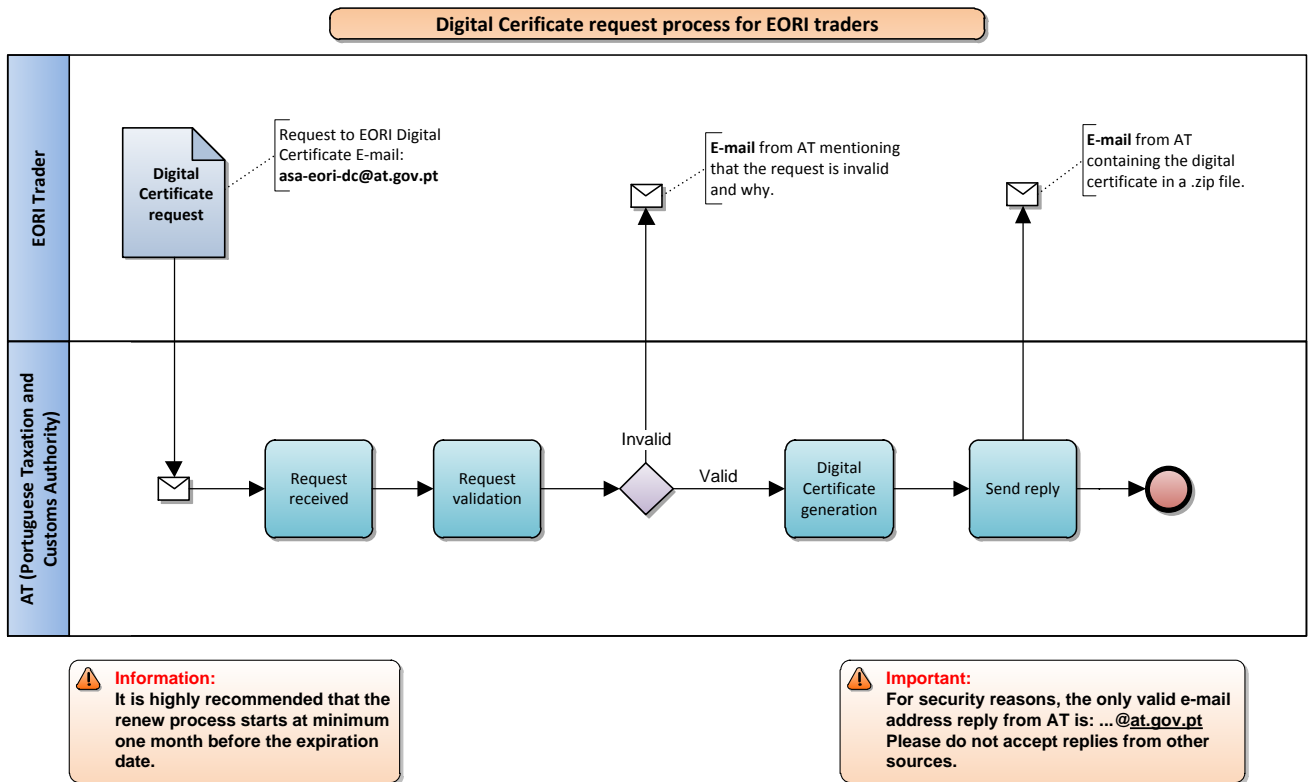 Digital Cerificate request process for EORI traders
EORI Trader
Digital
Certificate
request
Request to EORI Digital
Certificate E-mail:
asa-eori-dc@at.gov.pt
E-mail from AT mentioning
that the request is invalid
and why.
E-mail from AT
containing the digital
certificate in a .zip file.
AT (Portuguese Taxation and
Customs Authority)
Request
received
Request
validation
Invalid
Valid
Digital
Certificate
generation
Send reply
Information:
It is highly recommended that the
renew process starts at minimum
one month before the expiration
date.
Important:
For security reasons, the only valid e-mail
address reply from AT is: ...@at.gov.pt
Please do not accept replies from other
sources.